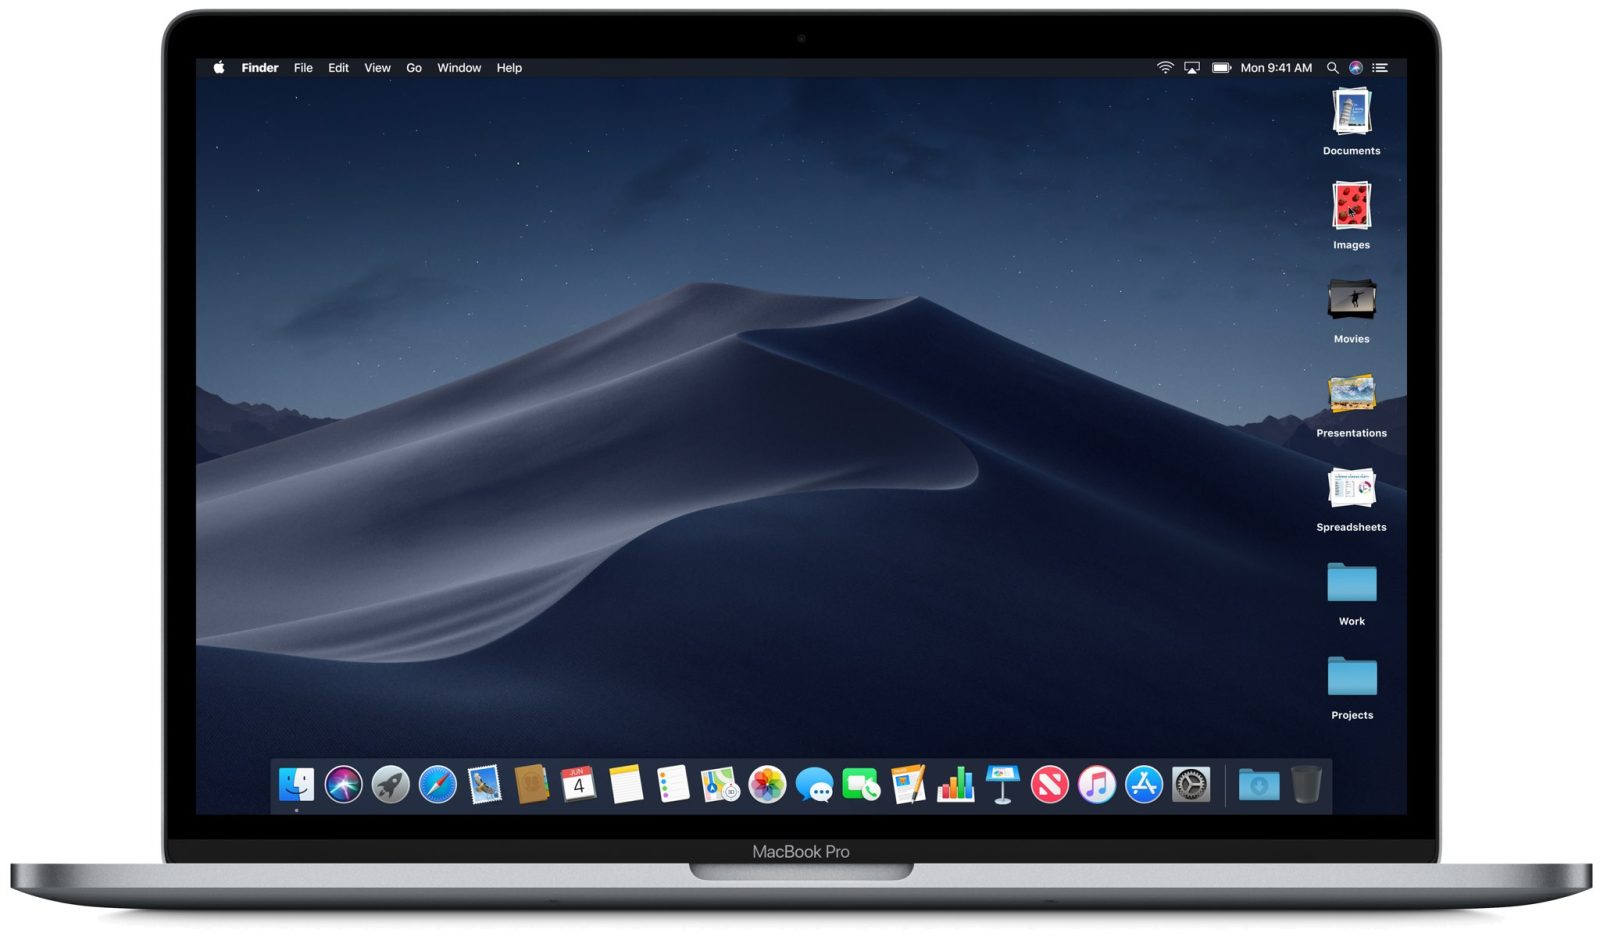 Finder File Edit View Go Window Help Mon 9:41 AM
Documents
Images
Movies
Presentations
Spreadsheets
Work
Projects
JUN
4
3D
MacBook Pro